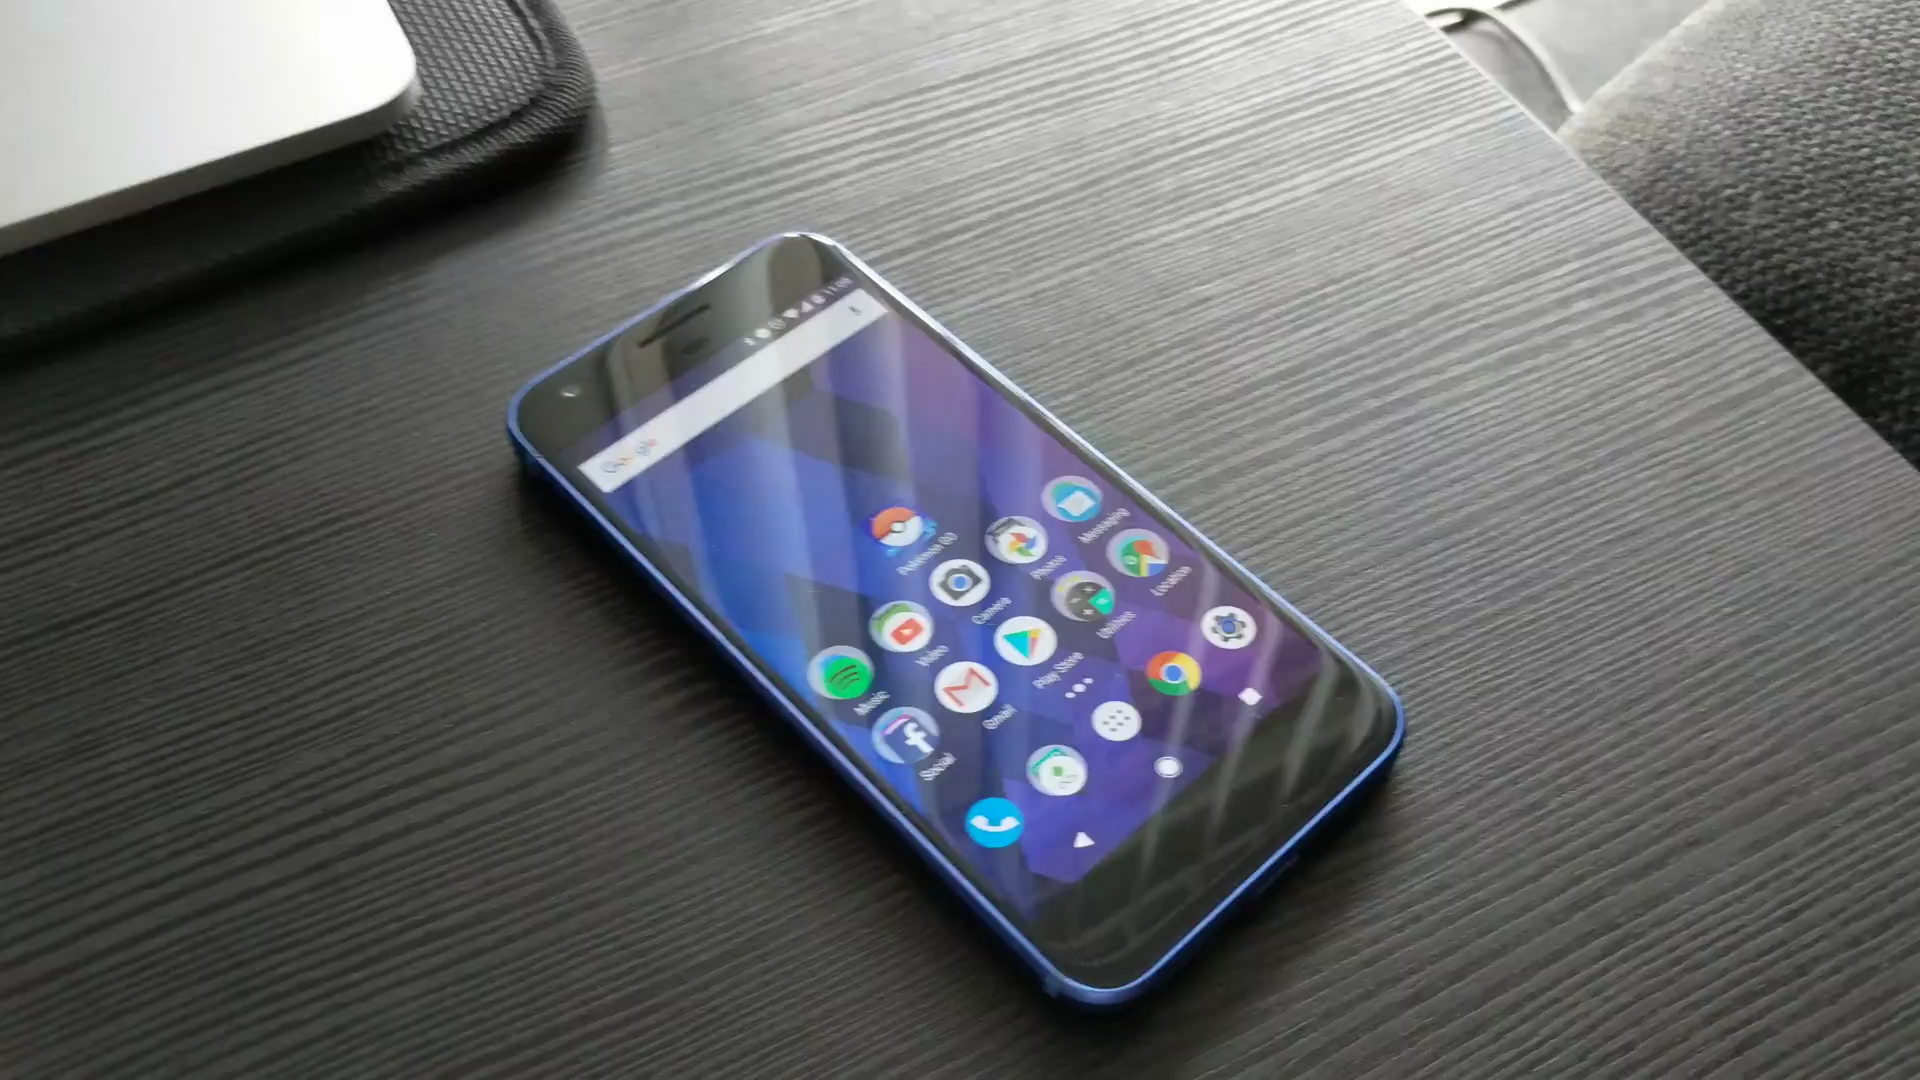 Google
Pokémon GO
Photos
Messaging
Music
Video
Camera
Utilities
Location
Social
Gmail
Play Store